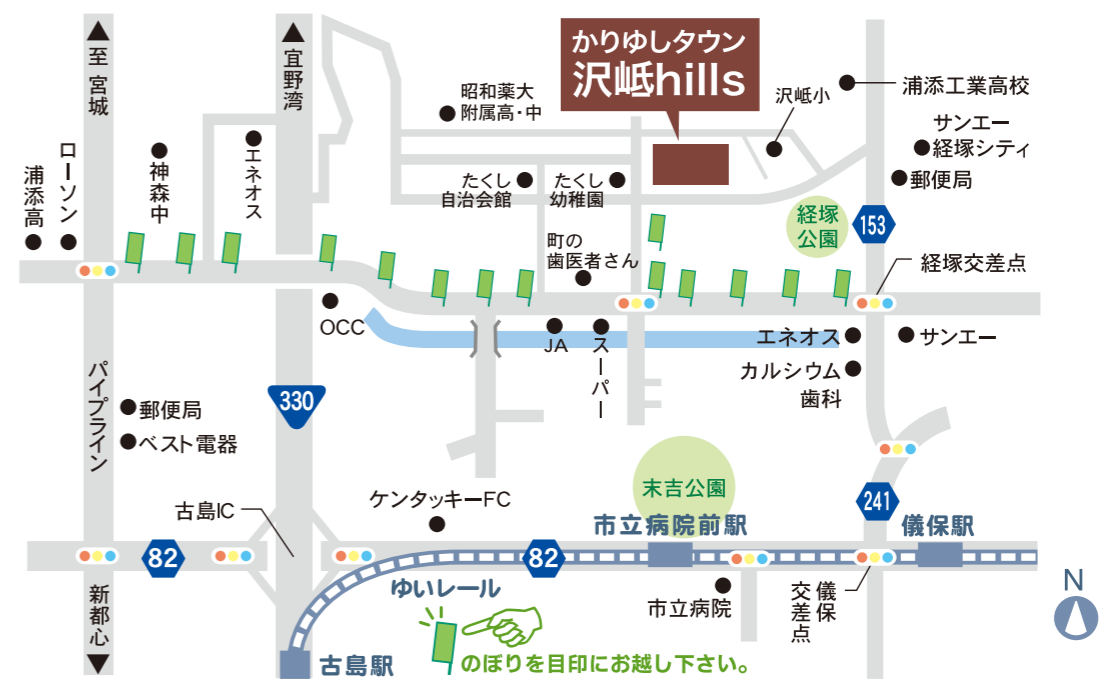 至 宮城
宜野湾
かりゆしタウン
沢岻hills
昭和薬大
附属高・中
沢岻小
浦添工業高校
サンエー
経塚シティ
郵便局
浦添高
ローソン
神森中
エネオス
たくし
自治会館
たくし
幼稚園
経塚
公園
153
町の
歯医者さん
経塚交差点
OCC
JA
スーパー
エネオス
サンエー
カルシウム
歯科
パイプライン
330
郵便局
ベスト電器
古島IC
ケンタッキーFC
末吉公園
市立病院前駅
241
儀保駅
82
82
ゆいレール
市立病院
儀保
交差点
新都心
古島駅
のぼりを目印にお越し下さい。
N